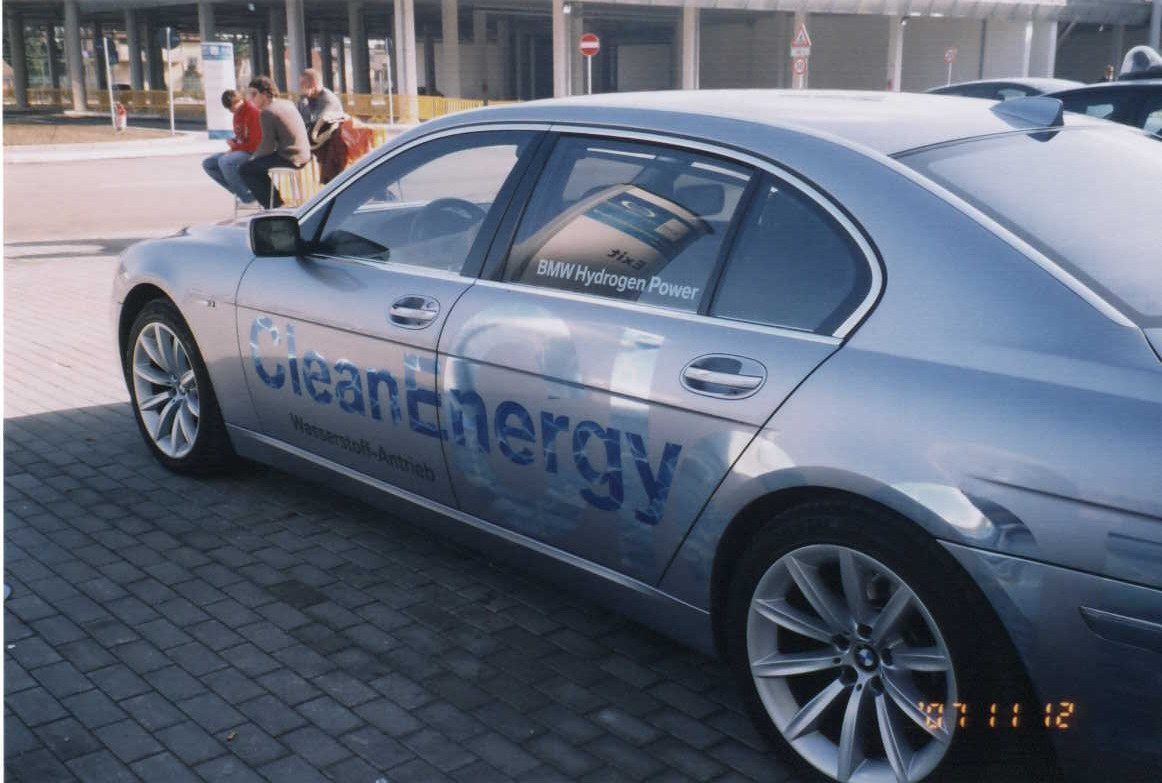 BMW Hydrogen Power
CleanEnergy
Wasserstoff-Antrieb
Exit
'07 11 12